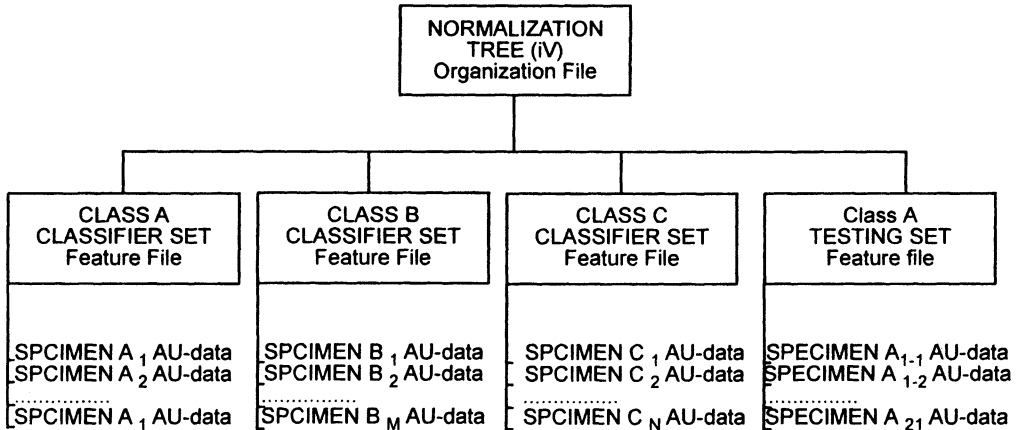 NORMALIZATION
TREE (iV)
Organization File
CLASS A
CLASSIFIER SET
Feature File
CLASS B
CLASSIFIER SET
Feature File
CLASS C
CLASSIFIER SET
Feature File
Class A
TESTING SET
Feature file
SPCIMEN A 1 AU-data
SPCIMEN A 2 AU-data
................
SPCIMEN A 1 AU-data
SPCIMEN B 1 AU-data
SPCIMEN B 2 AU-data
................
SPCIMEN B M AU-data
SPCIMEN C 1 AU-data
SPCIMEN C 2 AU-data
................
SPCIMEN C N AU-data
SPECIMEN A 1-1 AU-data
SPECIMEN A 1-2 AU-data
................
SPECIMEN A 21 AU-data